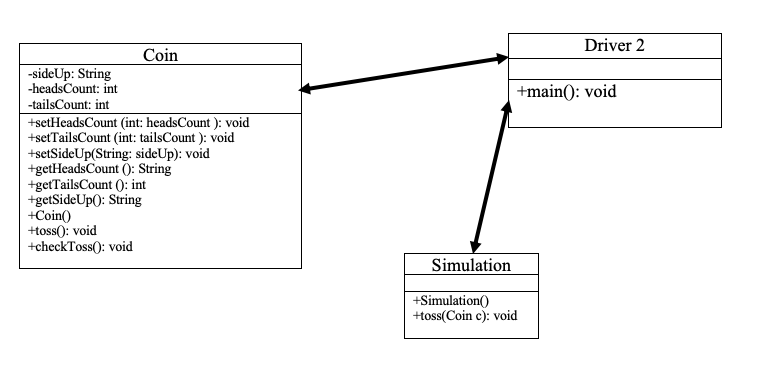 Coin
-sideUp: String
-headsCount: int
-tailsCount: int
+setHeadsCount (int: headsCount ): void
+setTailsCount (int: tailsCount ): void
+setSideUp(String: sideUp): void
+getHeadsCount (): String
+getTailsCount (): int
+getSideUp(): String
+Coin()
+toss(): void
+checkToss(): void
Driver 2
+main(): void
Simulation
+Simulation()
+toss(Coin c): void